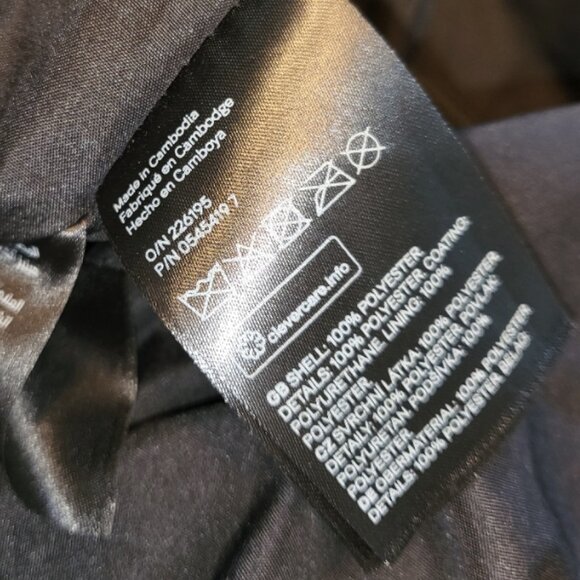 Made in Cambodia
Fabriqué en Cambodge
Hecho en Camboya
O/N 226195
P/N 0545419 7
clevercare.info
GB SHELL: 100% POLYESTER
DETAILS: 100% POLYESTER COATING:
POLYURETHANE. LINING: 100%
POLYESTER.
CZ SVRCHNÍ LÁTKA: 100% POLYESTER
DETAILS: 100% POLYESTER POVLAK:
POLYURETAN. PODŠÍVKA: 100%
POLYESTER.
DE OBERMATERIAL: 100% POLYESTER
DETAILS: 100% POLYESTER BELAG: